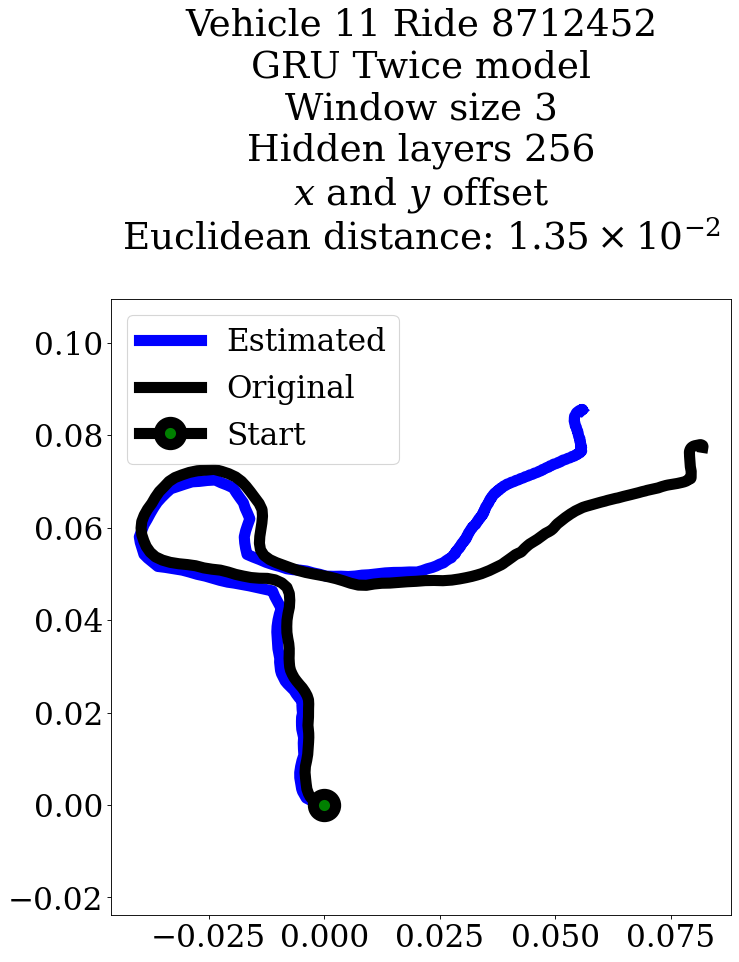 Vehicle 11 Ride 8712452
GRU Twice model
Window size 3
Hidden layers 256
x and y offset
Euclidean distance: 1.35 × 10⁻²
Estimated
Original
Start
0.10
0.08
0.06
0.04
0.02
0.00
−0.02
−0.025 0.000 0.025 0.050 0.075